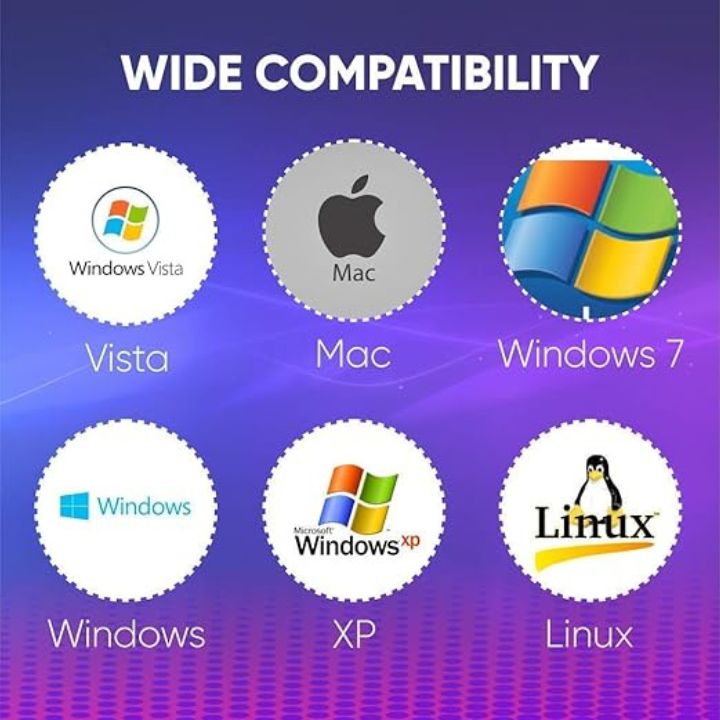 WIDE COMPATIBILITY
Windows Vista
Mac
Vista
Mac
Windows 7
Windows
Microsoft
Windows xp
Linux
Windows
XP
Linux